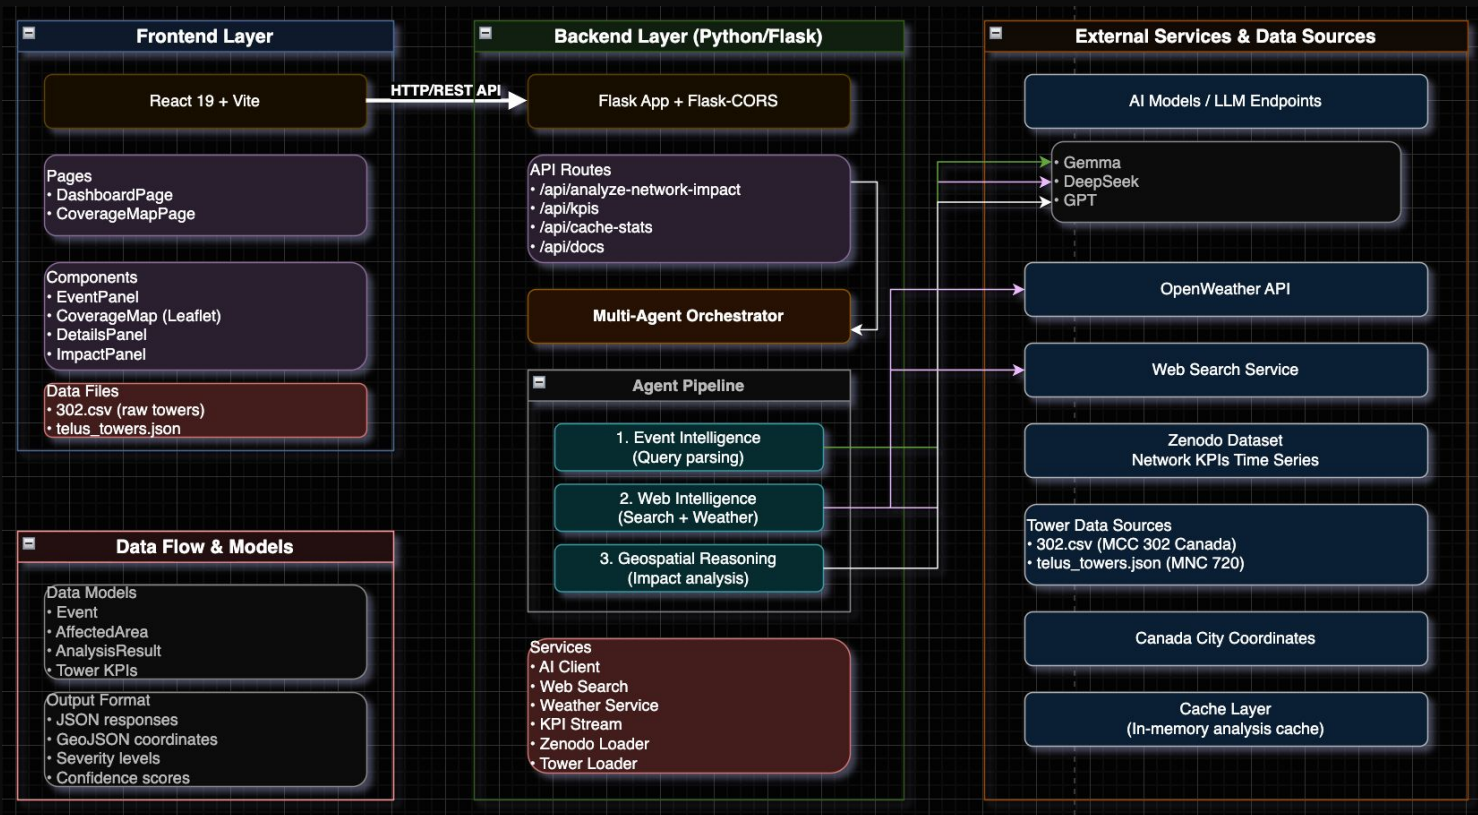 Frontend Layer
React 19 + Vite
Pages
• DashboardPage
• CoverageMapPage
Components
• EventPanel
• CoverageMap (Leaflet)
• DetailsPanel
• ImpactPanel
Data Files
• 302.csv (raw towers)
• telus_towers.json
Data Flow & Models
Data Models
• Event
• AffectedArea
• AnalysisResult
• Tower KPIs
Output Format
• JSON responses
• GeoJSON coordinates
• Severity levels
• Confidence scores
HTTP/REST API
Backend Layer (Python/Flask)
Flask App + Flask-CORS
API Routes
• /api/analyze-network-impact
• /api/kpis
• /api/cache-stats
• /api/docs
Multi-Agent Orchestrator
Agent Pipeline
1. Event Intelligence
(Query parsing)
2. Web Intelligence
(Search + Weather)
3. Geospatial Reasoning
(Impact analysis)
Services
• AI Client
• Web Search
• Weather Service
• KPI Stream
• Zenodo Loader
• Tower Loader
External Services & Data Sources
AI Models / LLM Endpoints
• Gemma
• DeepSeek
• GPT
OpenWeather API
Web Search Service
Zenodo Dataset
Network KPIs Time Series
Tower Data Sources
• 302.csv (MCC 302 Canada)
• telus_towers.json (MNC 720)
Canada City Coordinates
Cache Layer
(In-memory analysis cache)